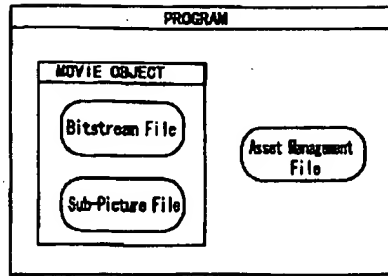 PROGRAM
MOVIE OBJECT
Bitstream File
Sub-Picture File
Asset Management
File